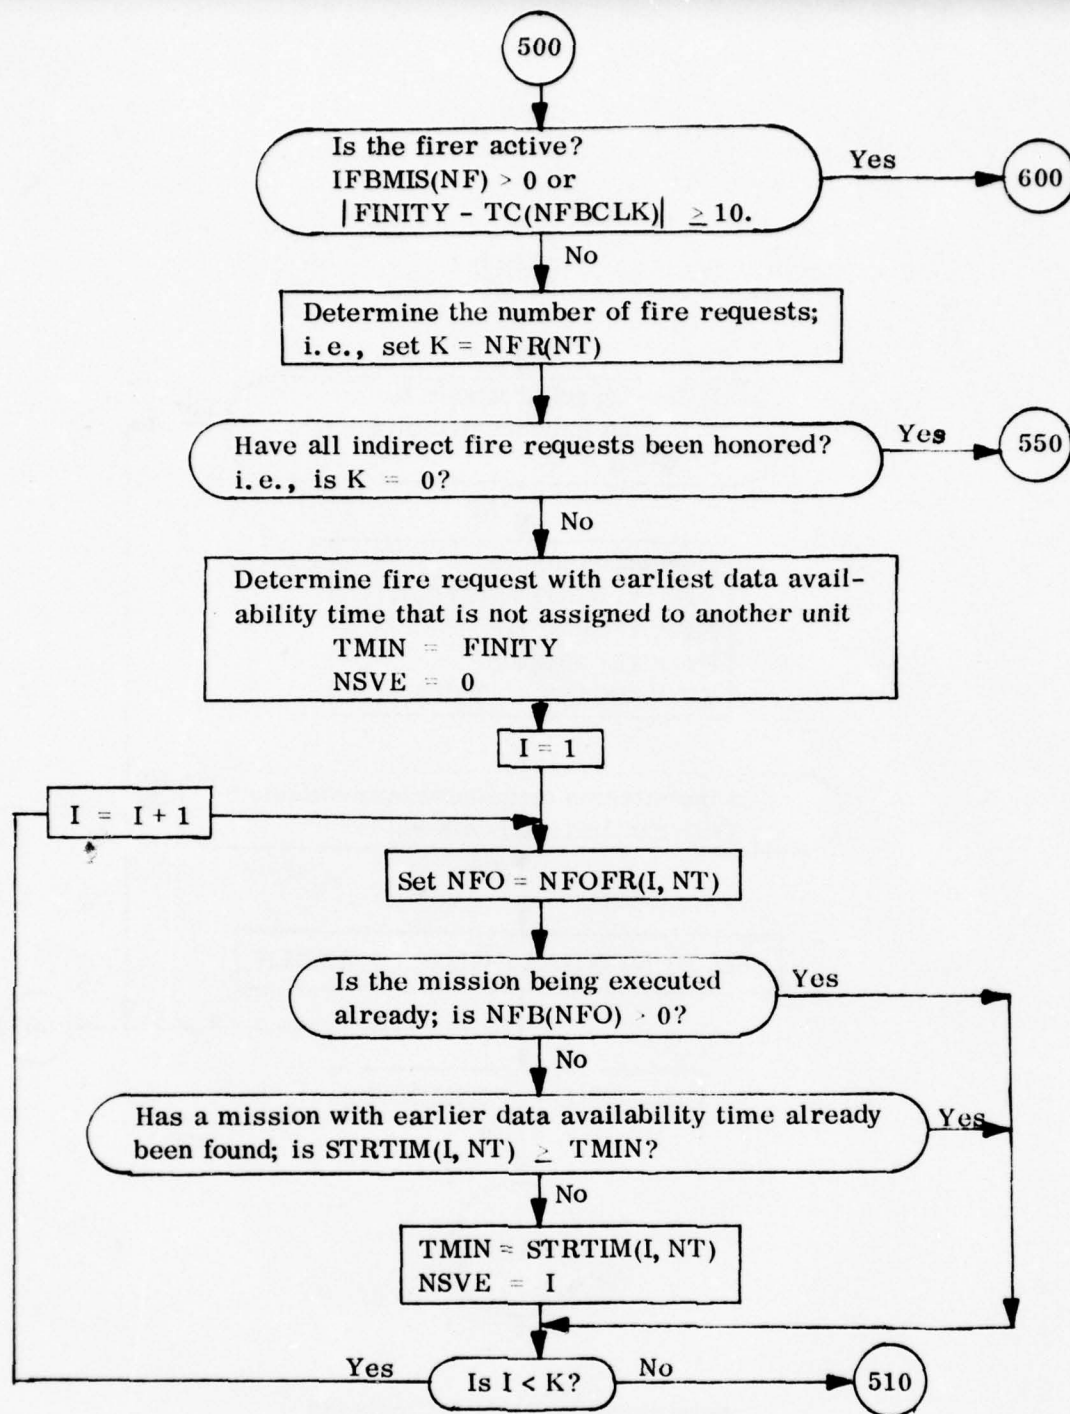 500
Is the firer active?
IFBMIS(NF) > 0 or
|FINITY - TC(NFBCLK)| ≥ 10.
Yes
600
No
Determine the number of fire requests;
i.e., set K = NFR(NT)
Have all indirect fire requests been honored?
i.e., is K = 0?
Yes
550
No
Determine fire request with earliest data avail-
ability time that is not assigned to another unit
TMIN = FINITY
NSVE = 0
I = 1
I = I + 1
Set NFO = NFOFR(I, NT)
Is the mission being executed
already; is NFB(NFO) > 0?
Yes
No
Has a mission with earlier data availability time already
been found; is STRTIM(I, NT) ≥ TMIN?
Yes
No
TMIN = STRTIM(I, NT)
NSVE = I
Yes
Is I < K?
No
510